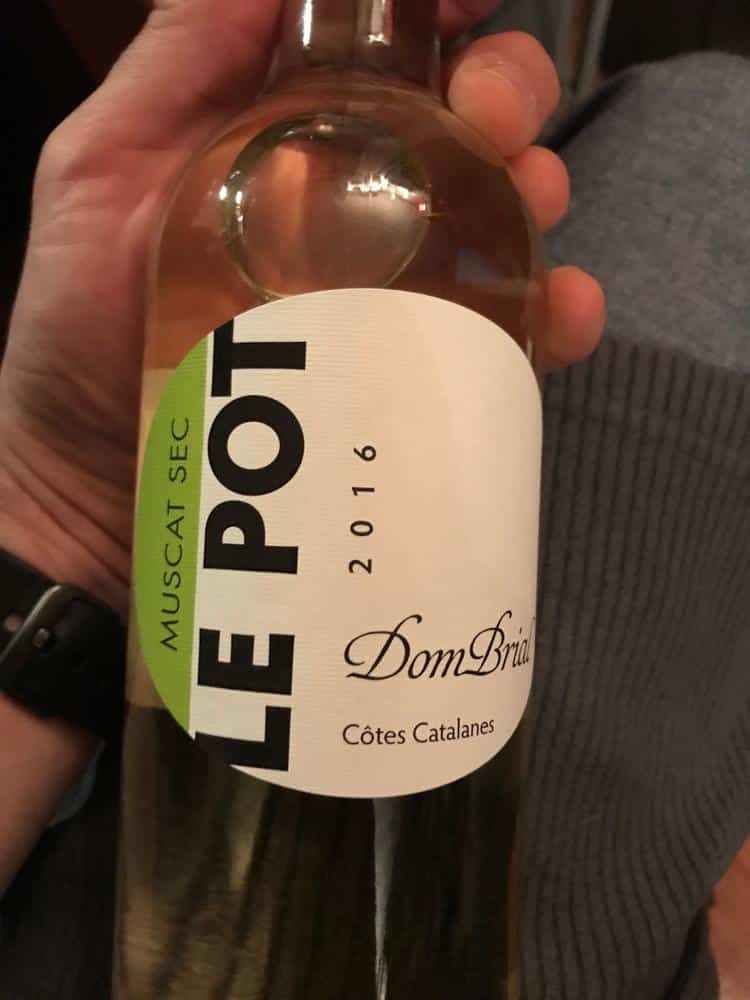 MUSCAT SEC
LE POT
2016
DomBrial
Côtes Catalanes